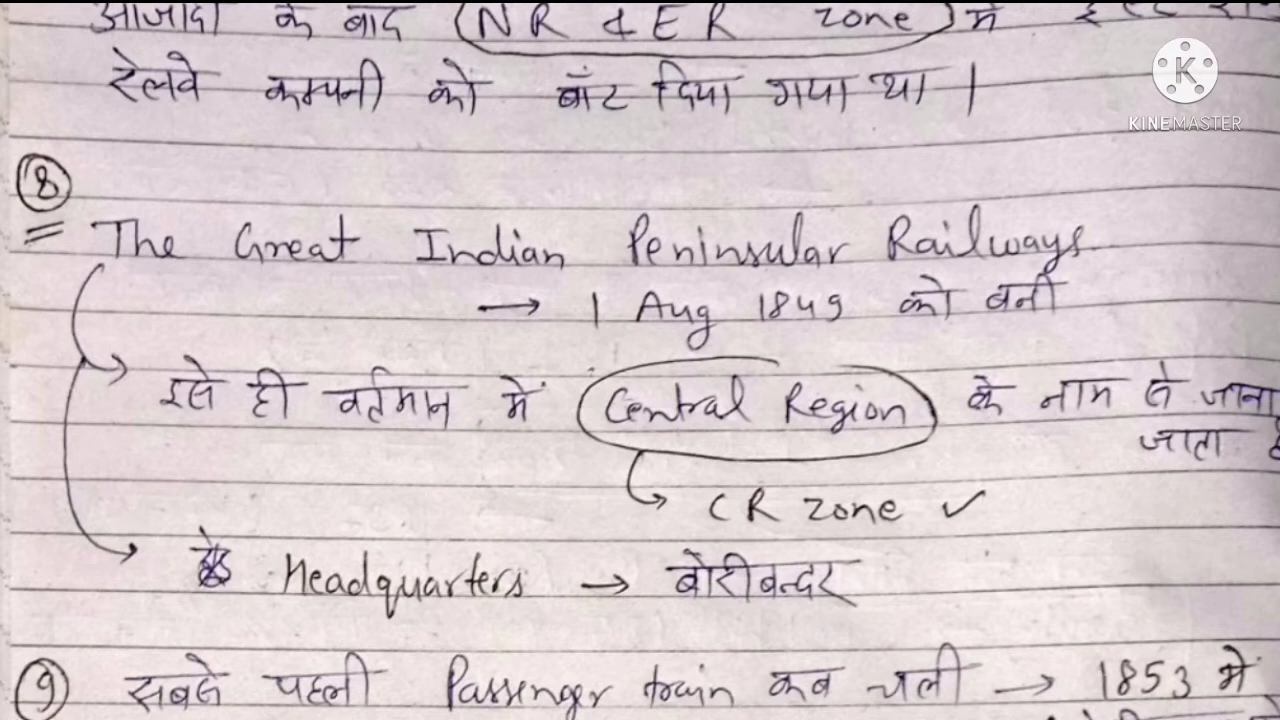 आजादी के बाद (NR & ER zone) में
रेलवे कम्पनी को बाँट दिया गया था |
KINEMASTER
⑧ The Great Indian Peninsular Railways
→ 1 Aug 1849 को बनी
इसे ही वर्तमान में Central Region के नाम से जाना
जाता
CR zone ✓
Headquarters → बोरीबन्दर
⑨ सबसे पहली Passenger train कब चली → 1853 में